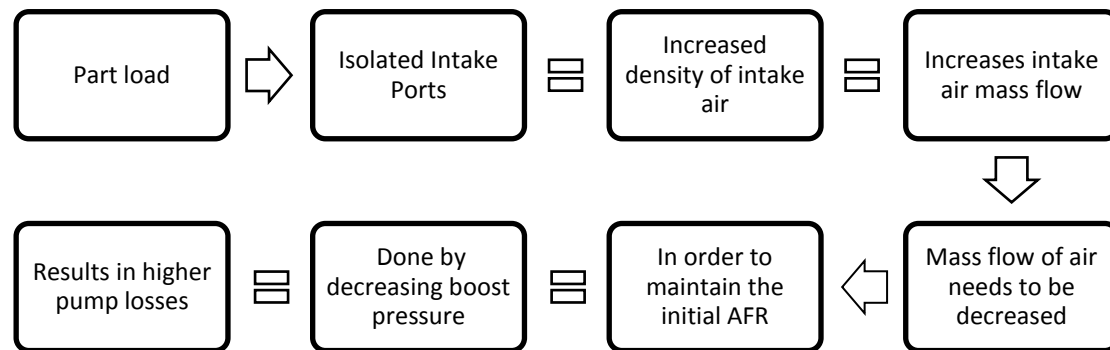 Part load
Isolated Intake
Ports
Increased
density of intake
air
Increases intake
air mass flow
Mass flow of air
needs to be
decreased
In order to
maintain the
initial AFR
Done by
decreasing boost
pressure
Results in higher
pump losses